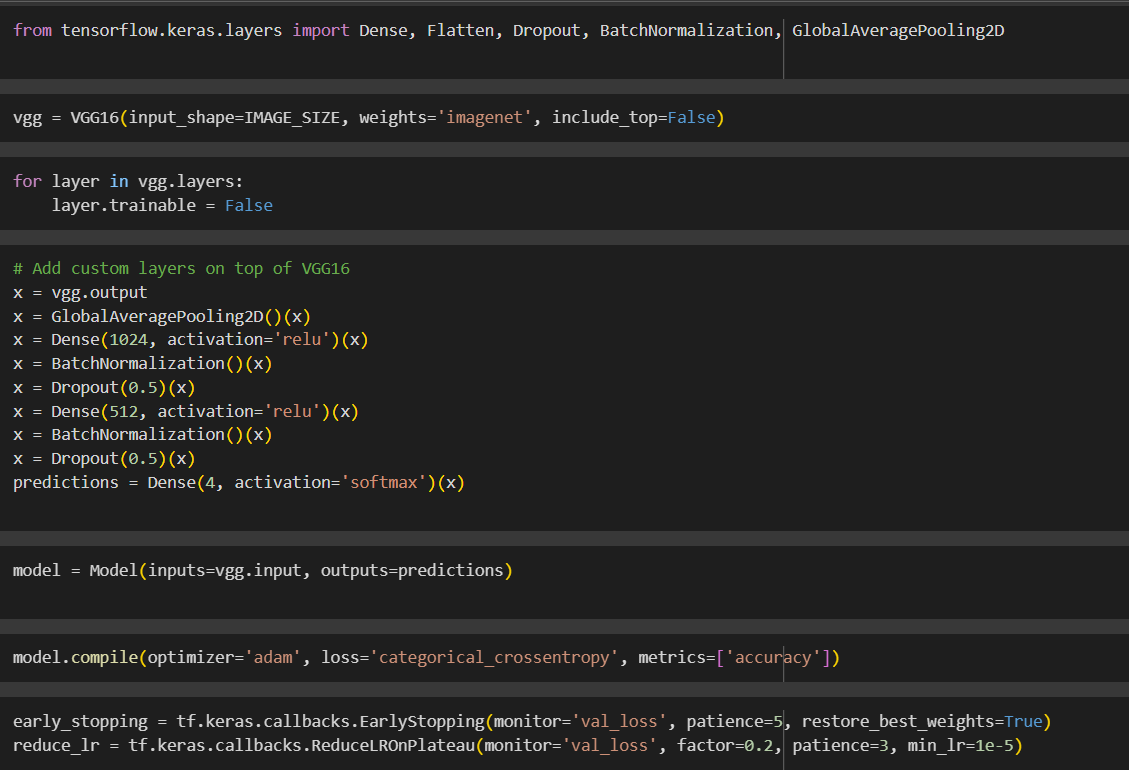 from tensorflow.keras.layers import Dense, Flatten, Dropout, BatchNormalization, GlobalAveragePooling2D
vgg = VGG16(input_shape=IMAGE_SIZE, weights='imagenet', include_top=False)
for layer in vgg.layers:
    layer.trainable = False
# Add custom layers on top of VGG16
x = vgg.output
x = GlobalAveragePooling2D()(x)
x = Dense(1024, activation='relu')(x)
x = BatchNormalization()(x)
x = Dropout(0.5)(x)
x = Dense(512, activation='relu')(x)
x = BatchNormalization()(x)
x = Dropout(0.5)(x)
predictions = Dense(4, activation='softmax')(x)
model = Model(inputs=vgg.input, outputs=predictions)
model.compile(optimizer='adam', loss='categorical_crossentropy', metrics=['accuracy'])
early_stopping = tf.keras.callbacks.EarlyStopping(monitor='val_loss', patience=5, restore_best_weights=True)
reduce_lr = tf.keras.callbacks.ReduceLROnPlateau(monitor='val_loss', factor=0.2, patience=3, min_lr=1e-5)